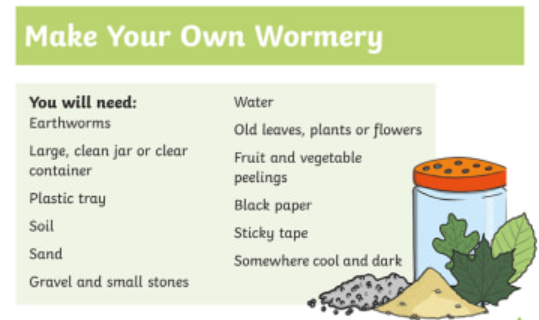 Make Your Own Wormery
You will need:
Earthworms
Large, clean jar or clear
container
Plastic tray
Soil
Sand
Gravel and small stones
Water
Old leaves, plants or flowers
Fruit and vegetable
peelings
Black paper
Sticky tape
Somewhere cool and dark